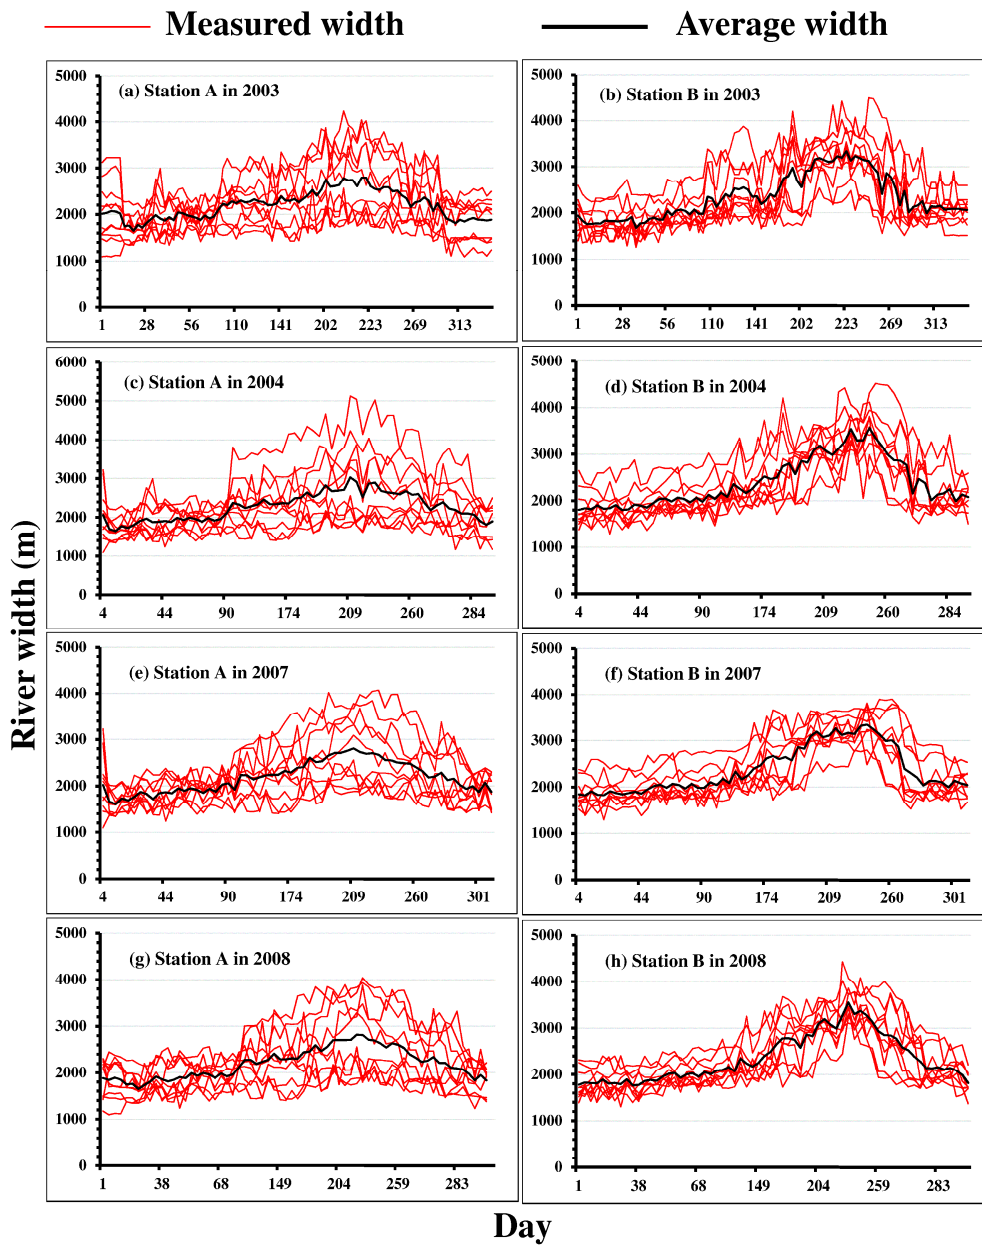 Measured width Average width
(a) Station A in 2003
5000
4000
3000
2000
1000
0
1 28 56 110 141 202 223 269 313
(b) Station B in 2003
5000
4000
3000
2000
1000
0
1 28 56 110 141 202 223 269 313
(c) Station A in 2004
6000
5000
4000
3000
2000
1000
0
4 44 90 174 209 260 284
(d) Station B in 2004
5000
4000
3000
2000
1000
0
4 44 90 174 209 260 284
River width (m)
(e) Station A in 2007
5000
4000
3000
2000
1000
0
4 44 90 174 209 260 301
(f) Station B in 2007
5000
4000
3000
2000
1000
0
4 44 90 174 209 260 301
(g) Station A in 2008
5000
4000
3000
2000
1000
0
1 38 68 149 204 259 283
(h) Station B in 2008
5000
4000
3000
2000
1000
0
1 38 68 149 204 259 283
Day